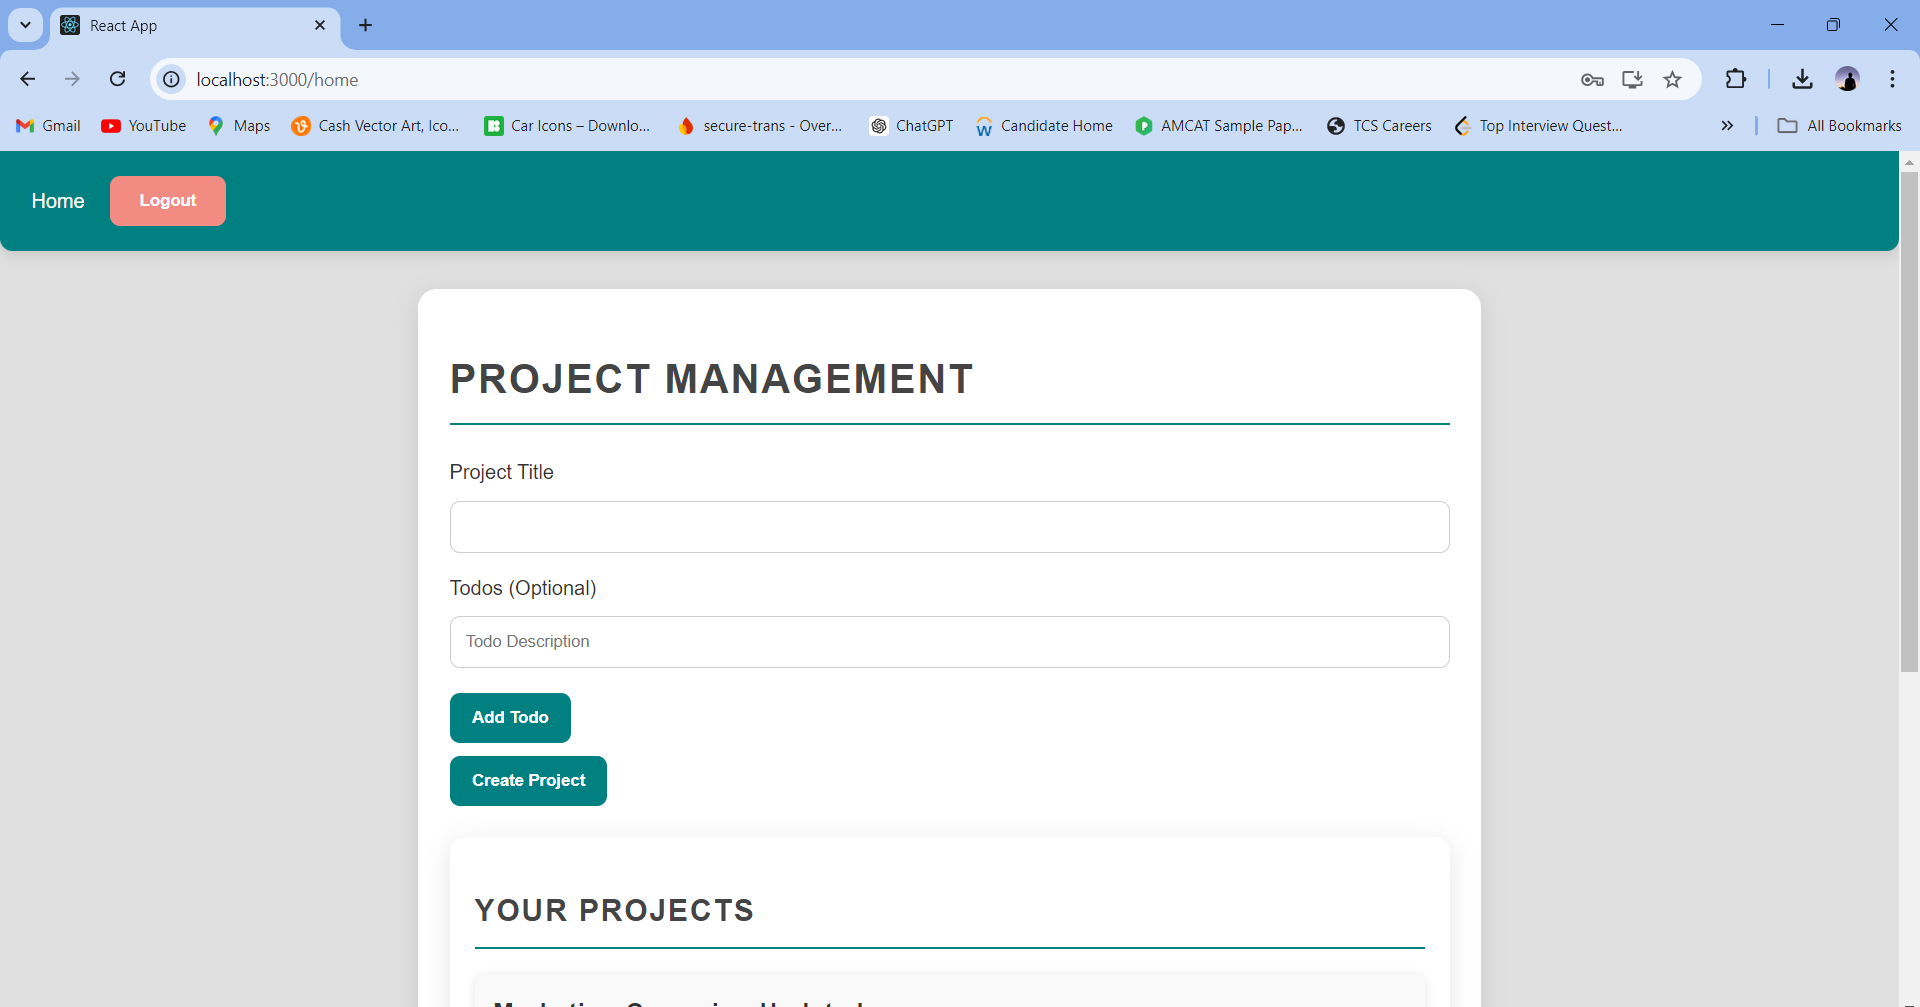 React App
localhost:3000/home
Gmail
YouTube
Maps
Cash Vector Art, Ico...
Car Icons – Downlo...
secure-trans - Over...
ChatGPT
Candidate Home
AMCAT Sample Pap...
TCS Careers
Top Interview Quest...
All Bookmarks
Home
Logout
PROJECT MANAGEMENT
Project Title
Todos (Optional)
Todo Description
Add Todo
Create Project
YOUR PROJECTS